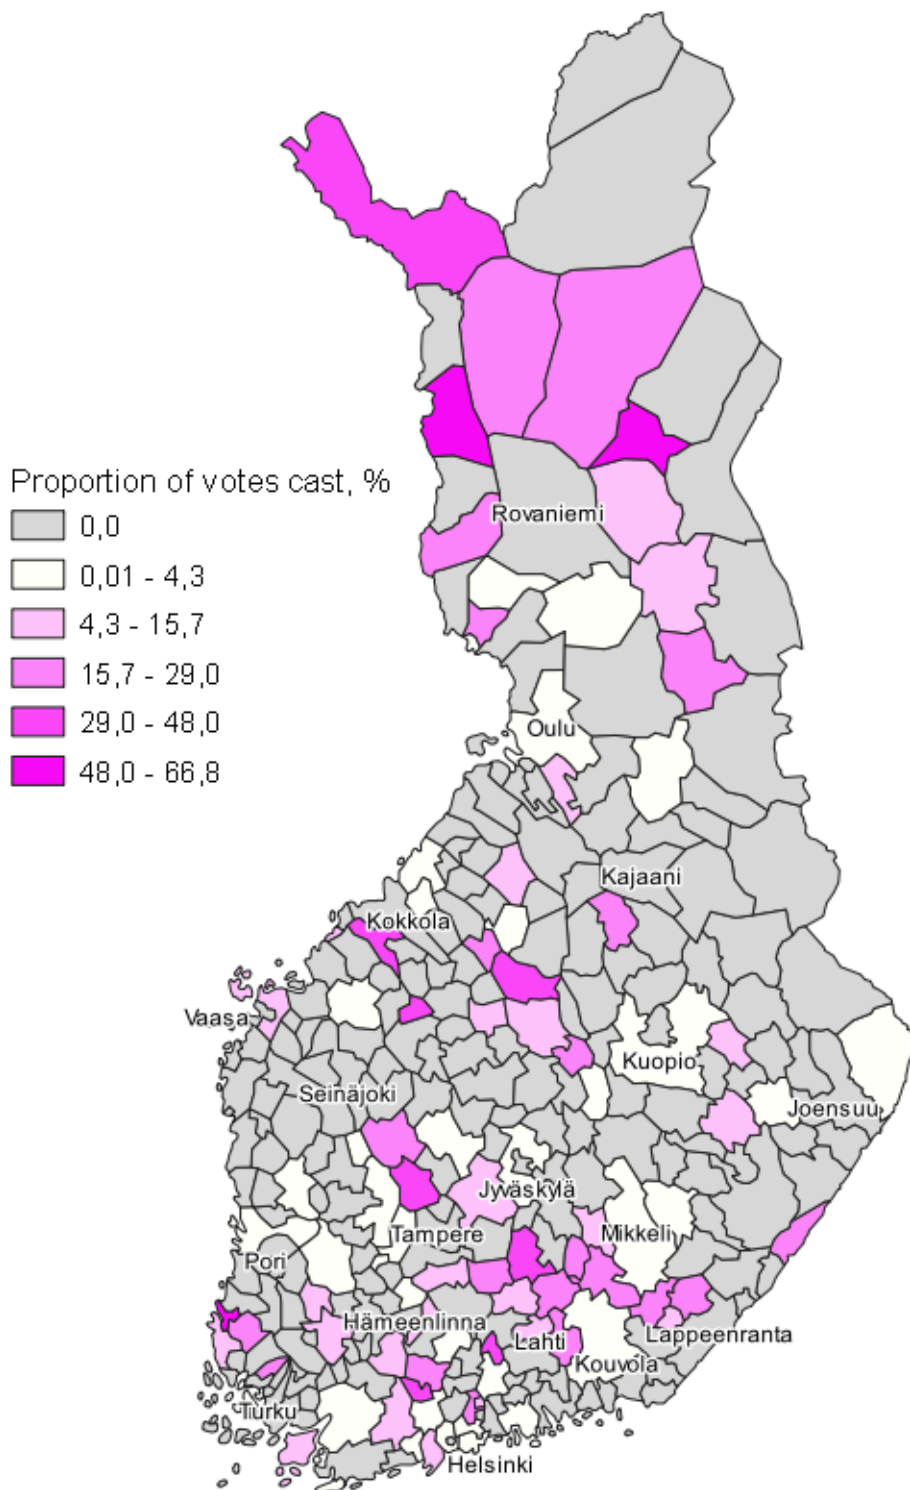 Proportion of votes cast, %
0,0
0,01 - 4,3
4,3 - 15,7
15,7 - 29,0
29,0 - 48,0
48,0 - 66,8
Rovaniemi
Oulu
Kajaani
Kokkola
Vaasa
Kuopio
Seinäjoki
Joensuu
Jyväskylä
Tampere
Mikkeli
Pori
Hämeenlinna
Lahti
Lappeenranta
Kouvola
Turku
Helsinki